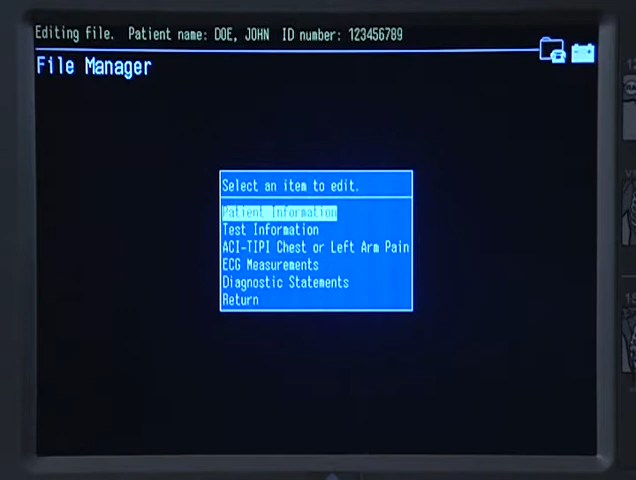 Editing file. Patient name: DOE, JOHN ID number: 123456789
File Manager
Select an item to edit.
Patient Information
Test Information
ACI-TIPI Chest or Left Arm Pain
ECG Measurements
Diagnostic Statements
Return